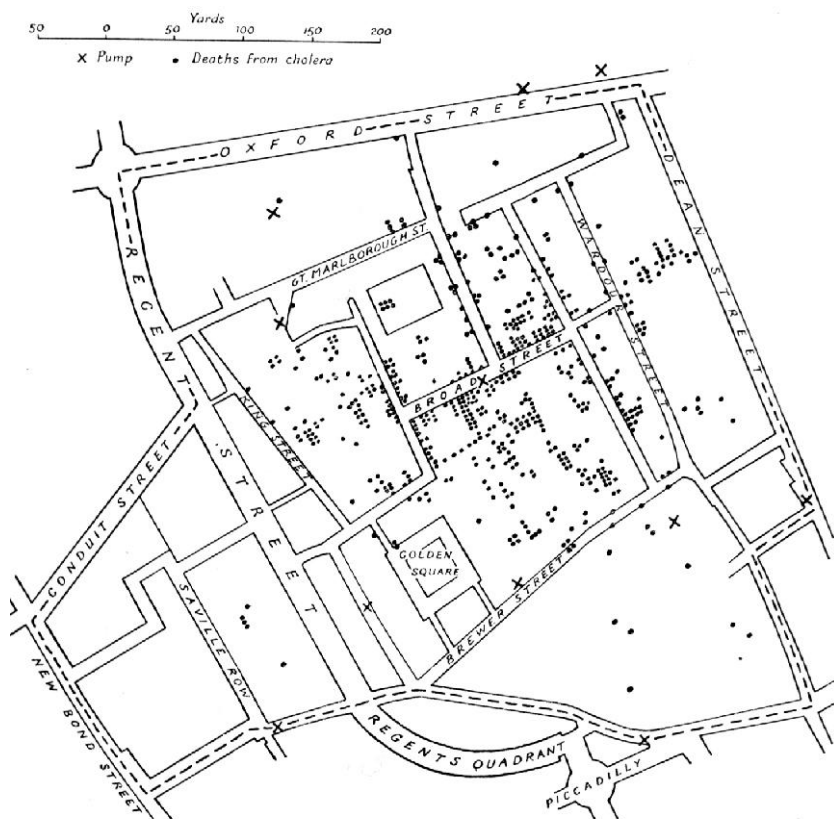 Yards
50 0 50 100 150 200
× Pump • Deaths from cholera
OXFORD STREET
DEAN STREET
WARDOUR STREET
GT. MARLBOROUGH ST.
REGENT STREET
BROAD STREET
KING STREET
CONDUIT STREET
GOLDEN
SQUARE
BREWER STREET
SAVILLE ROW
NEW BOND STREET
REGENTS QUADRANT
PICCADILLY